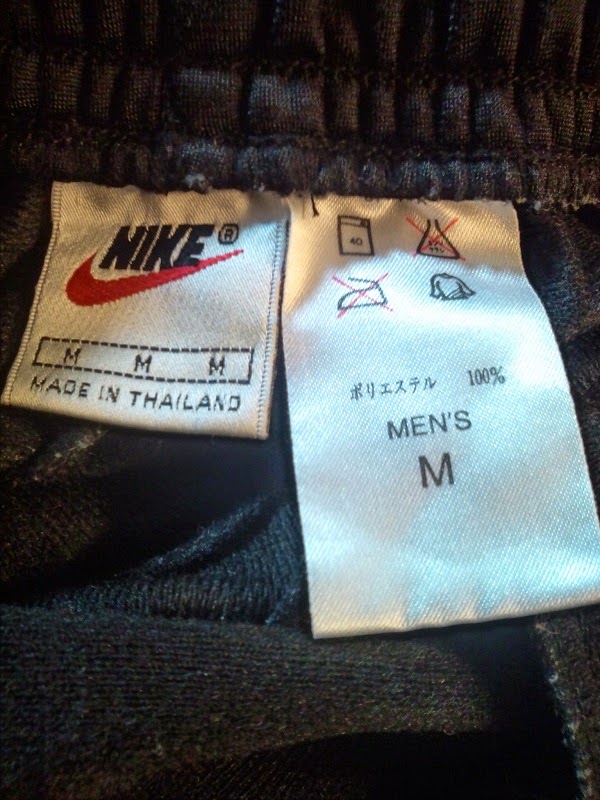 NIKE®
M M M
MADE IN THAILAND
40
ポリエステル 100%
MEN'S
M